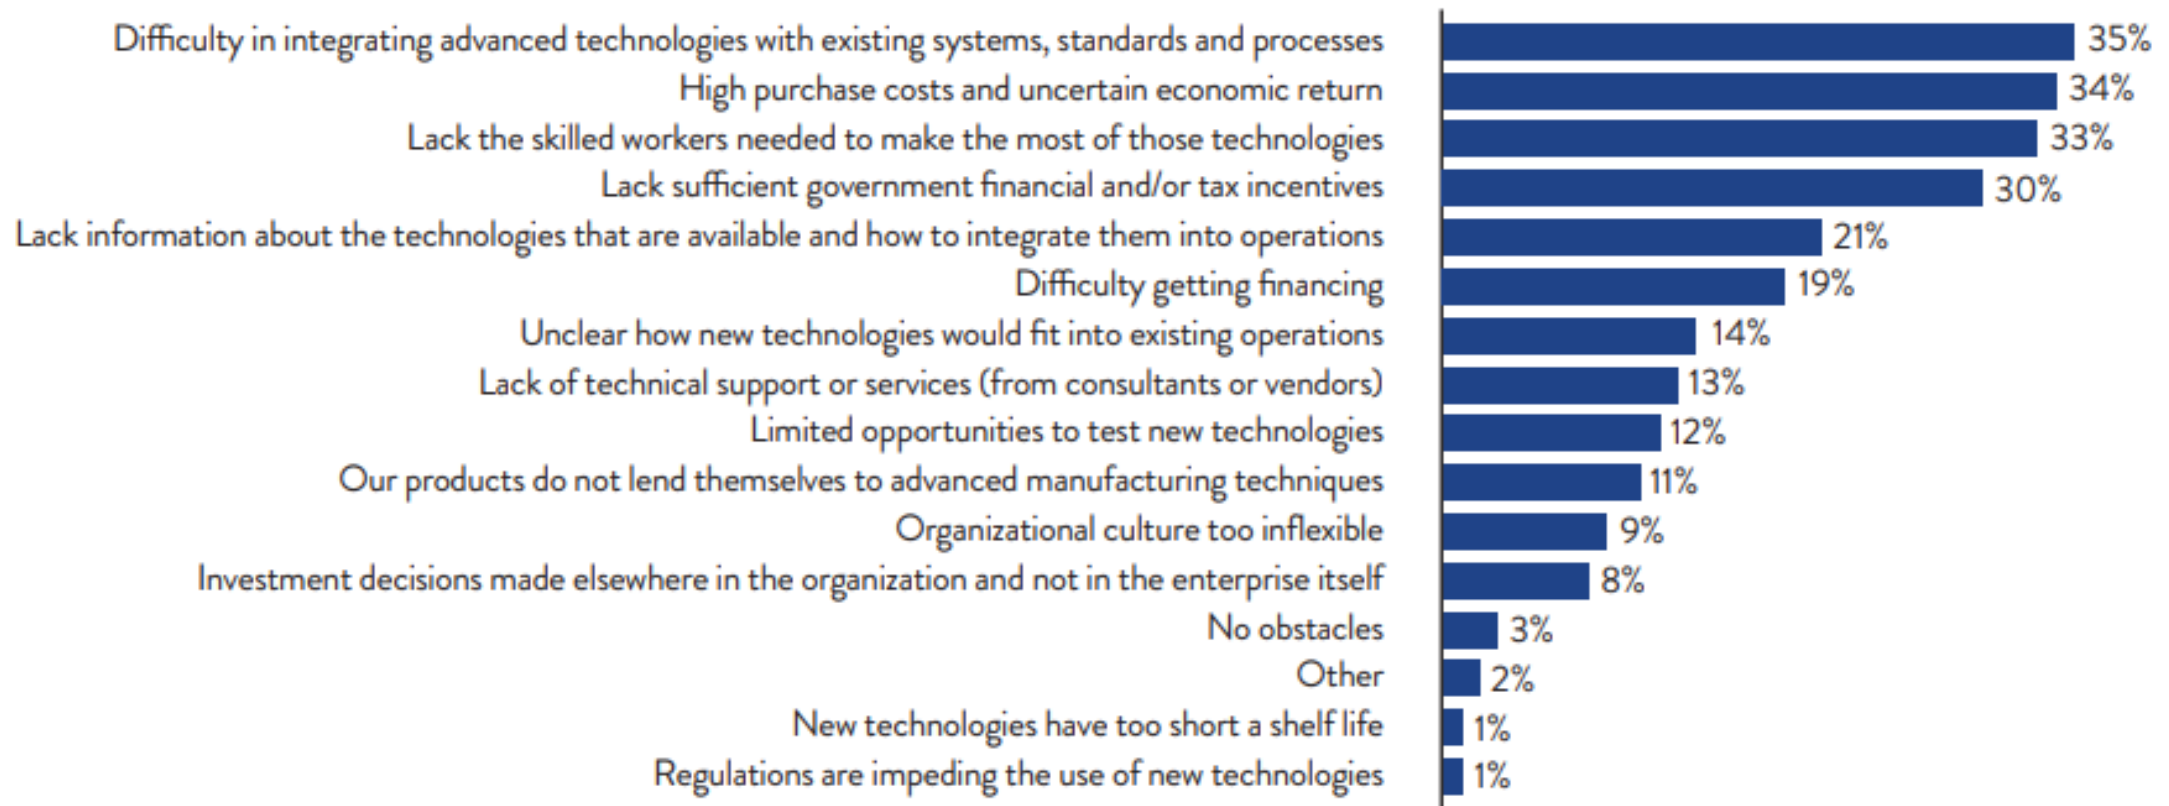 Difficulty in integrating advanced technologies with existing systems, standards and processes 35%
High purchase costs and uncertain economic return 34%
Lack the skilled workers needed to make the most of those technologies 33%
Lack sufficient government financial and/or tax incentives 30%
Lack information about the technologies that are available and how to integrate them into operations 21%
Difficulty getting financing 19%
Unclear how new technologies would fit into existing operations 14%
Lack of technical support or services (from consultants or vendors) 13%
Limited opportunities to test new technologies 12%
Our products do not lend themselves to advanced manufacturing techniques 11%
Organizational culture too inflexible 9%
Investment decisions made elsewhere in the organization and not in the enterprise itself 8%
No obstacles 3%
Other 2%
New technologies have too short a shelf life 1%
Regulations are impeding the use of new technologies 1%